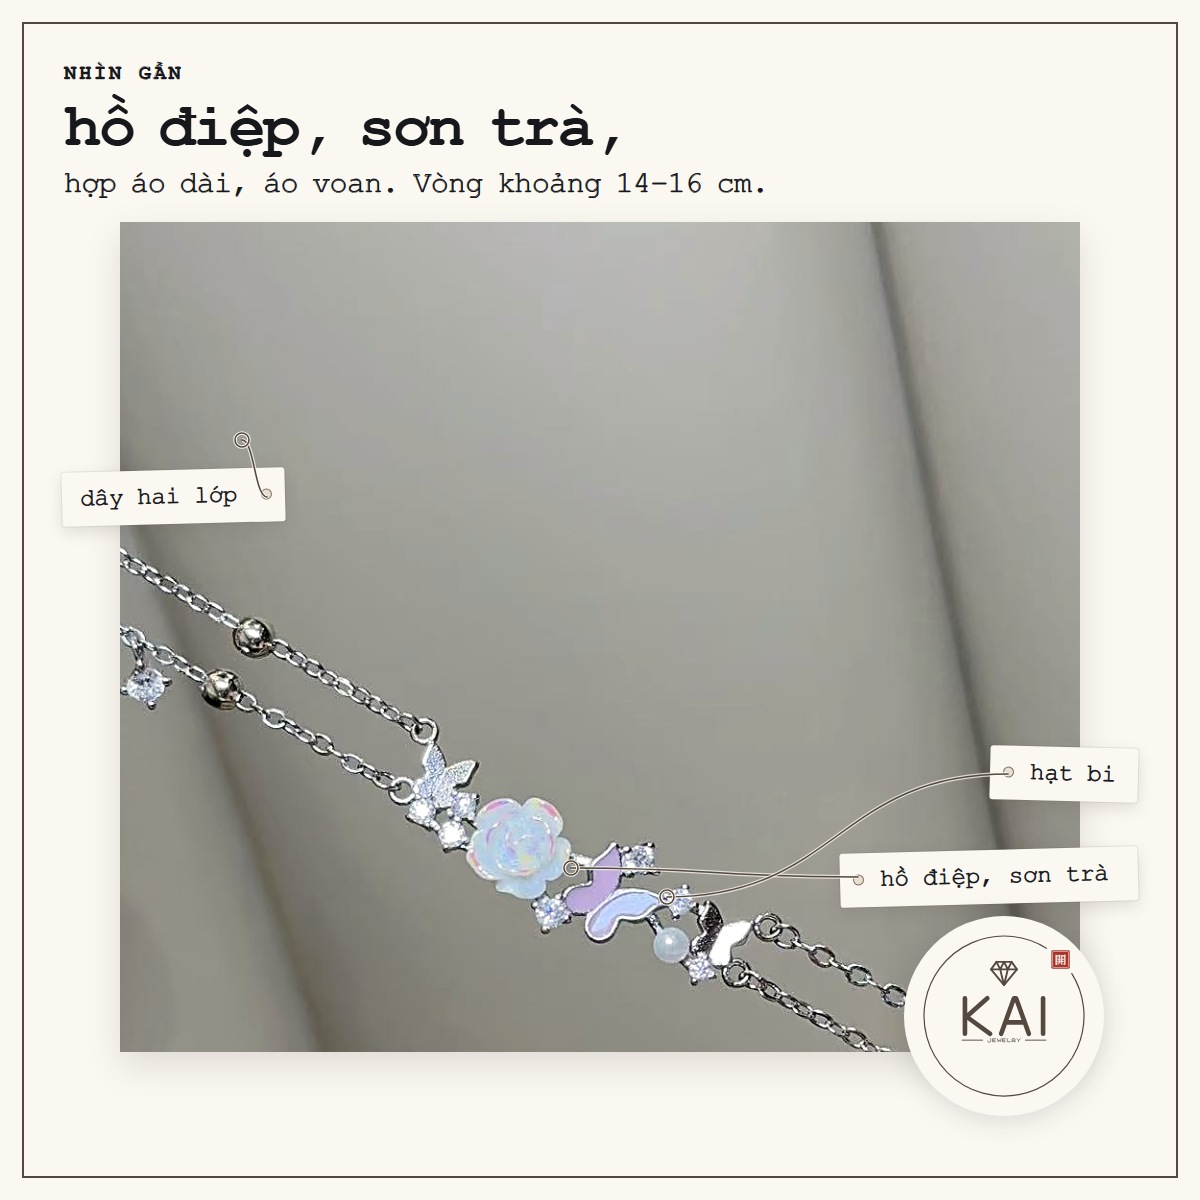 NHÌN GẦN
hồ điệp, sơn trà,
hợp áo dài, áo voan. Vòng khoảng 14–16 cm.
dây hai lớp
hạt bi
hồ điệp, sơn trà
開
KAI
JEWELRY